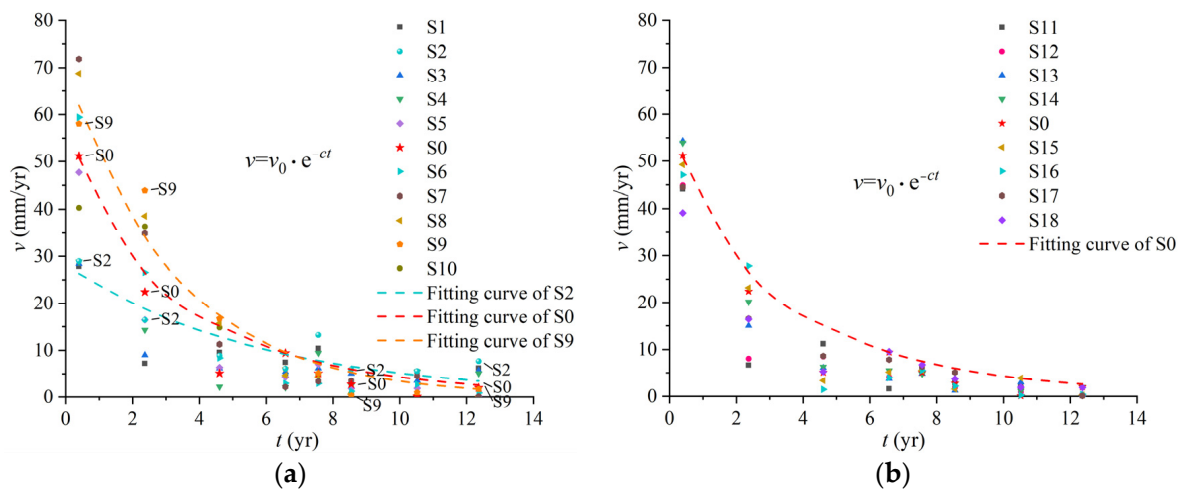 80
70
60
50
40
30
20
10
0
v (mm/yr)
0 2 4 6 8 10 12 14
t (yr)
S9
S0
S2
S9
S0
S2
S2
S0
S9
S2
S0
S9
v=v₀·e⁻ᶜᵗ
S1
S2
S3
S4
S5
S0
S6
S7
S8
S9
S10
Fitting curve of S2
Fitting curve of S0
Fitting curve of S9
(a)
80
70
60
50
40
30
20
10
0
v (mm/yr)
0 2 4 6 8 10 12 14
t (yr)
v=v₀·e⁻ᶜᵗ
S11
S12
S13
S14
S0
S15
S16
S17
S18
Fitting curve of S0
(b)